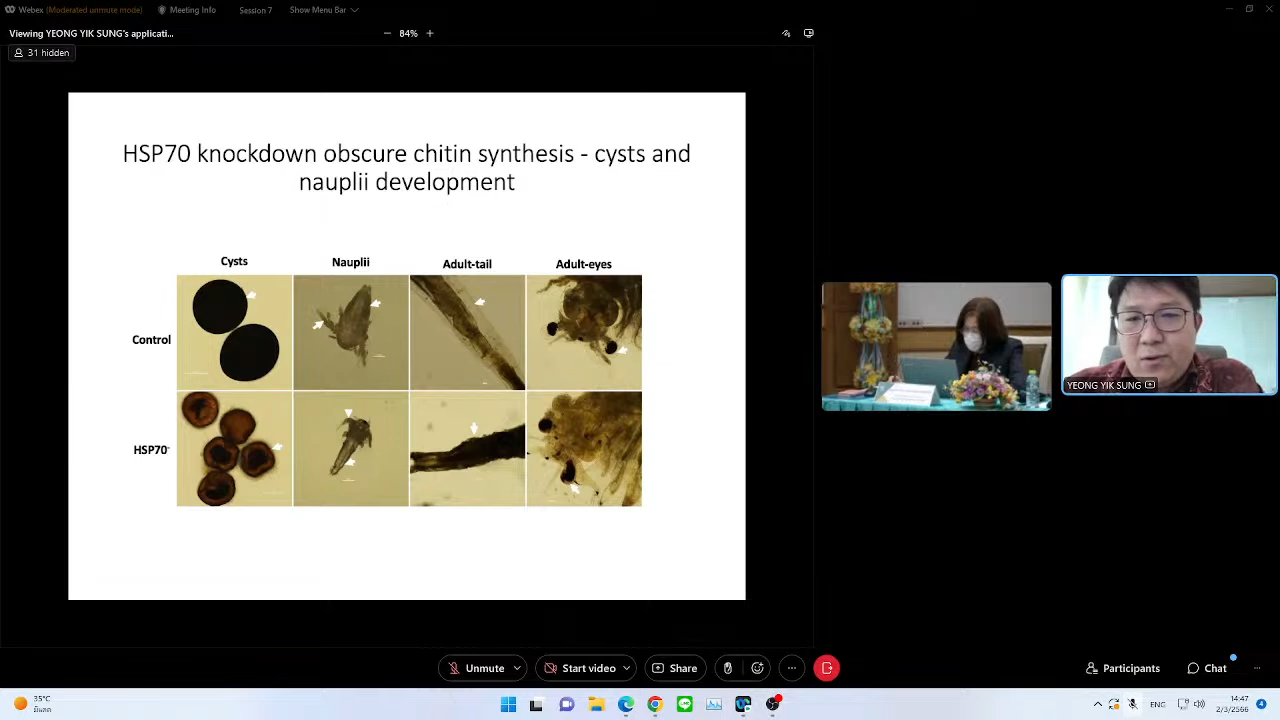 Webex (Moderated unmute mode) Meeting Info Session 7 Show Menu Bar
Viewing YEONG YIK SUNG's applicati... 84%
31 hidden
HSP70 knockdown obscure chitin synthesis - cysts and
nauplii development
Cysts Nauplii Adult-tail Adult-eyes
Control
HSP70-
YEONG YIK SUNG
Unmute Start video Share Participants Chat
35°C
ENG 14:47
2/3/2566
4